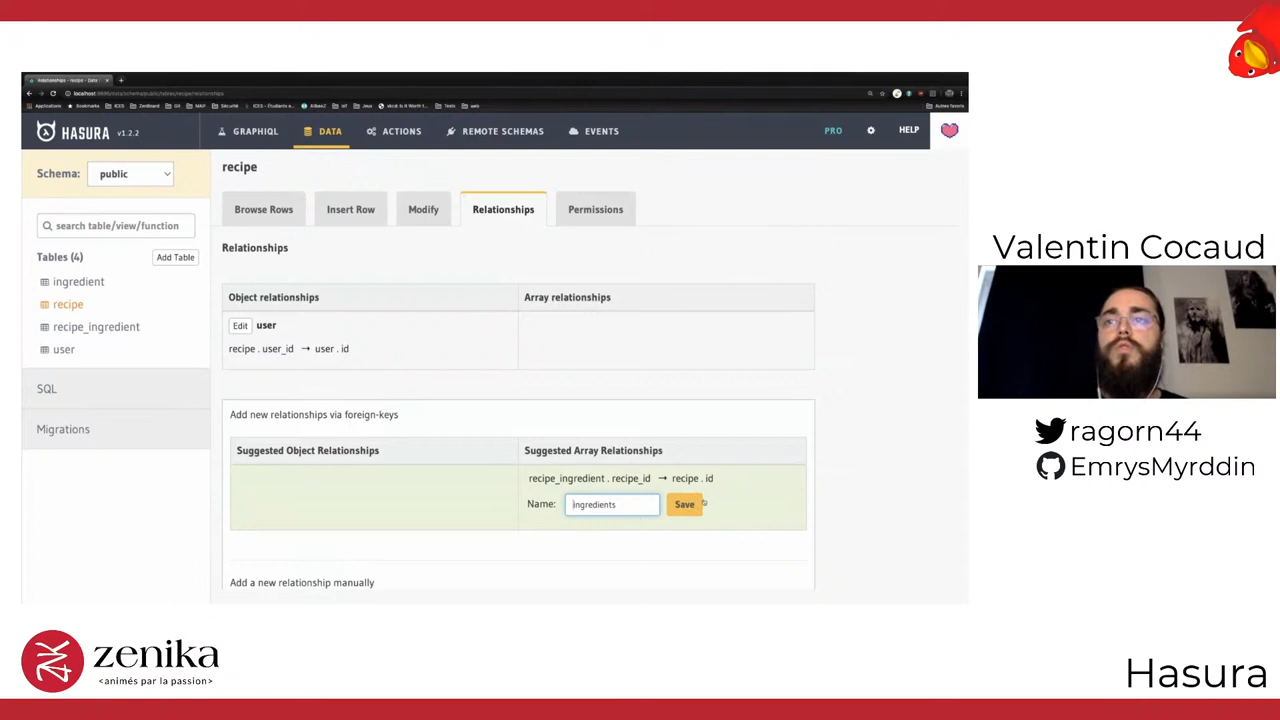 Relationships - recipe - Data
HASURA v1.2.2
GRAPHIQL
DATA
ACTIONS
REMOTE SCHEMAS
EVENTS
PRO
HELP
Schema:
public
search table/view/function
Tables (4)
Add Table
ingredient
recipe
recipe_ingredient
user
SQL
Migrations
recipe
Browse Rows
Insert Row
Modify
Relationships
Permissions
Relationships
Object relationships
Array relationships
Edit user
recipe . user_id → user . id
Add new relationships via foreign-keys
Suggested Object Relationships
Suggested Array Relationships
recipe_ingredient . recipe_id → recipe . id
Name: ingredients Save
Add a new relationship manually
Valentin Cocaud
ragorn44
EmrysMyrddin
zenika
<animés par la passion>
Hasura